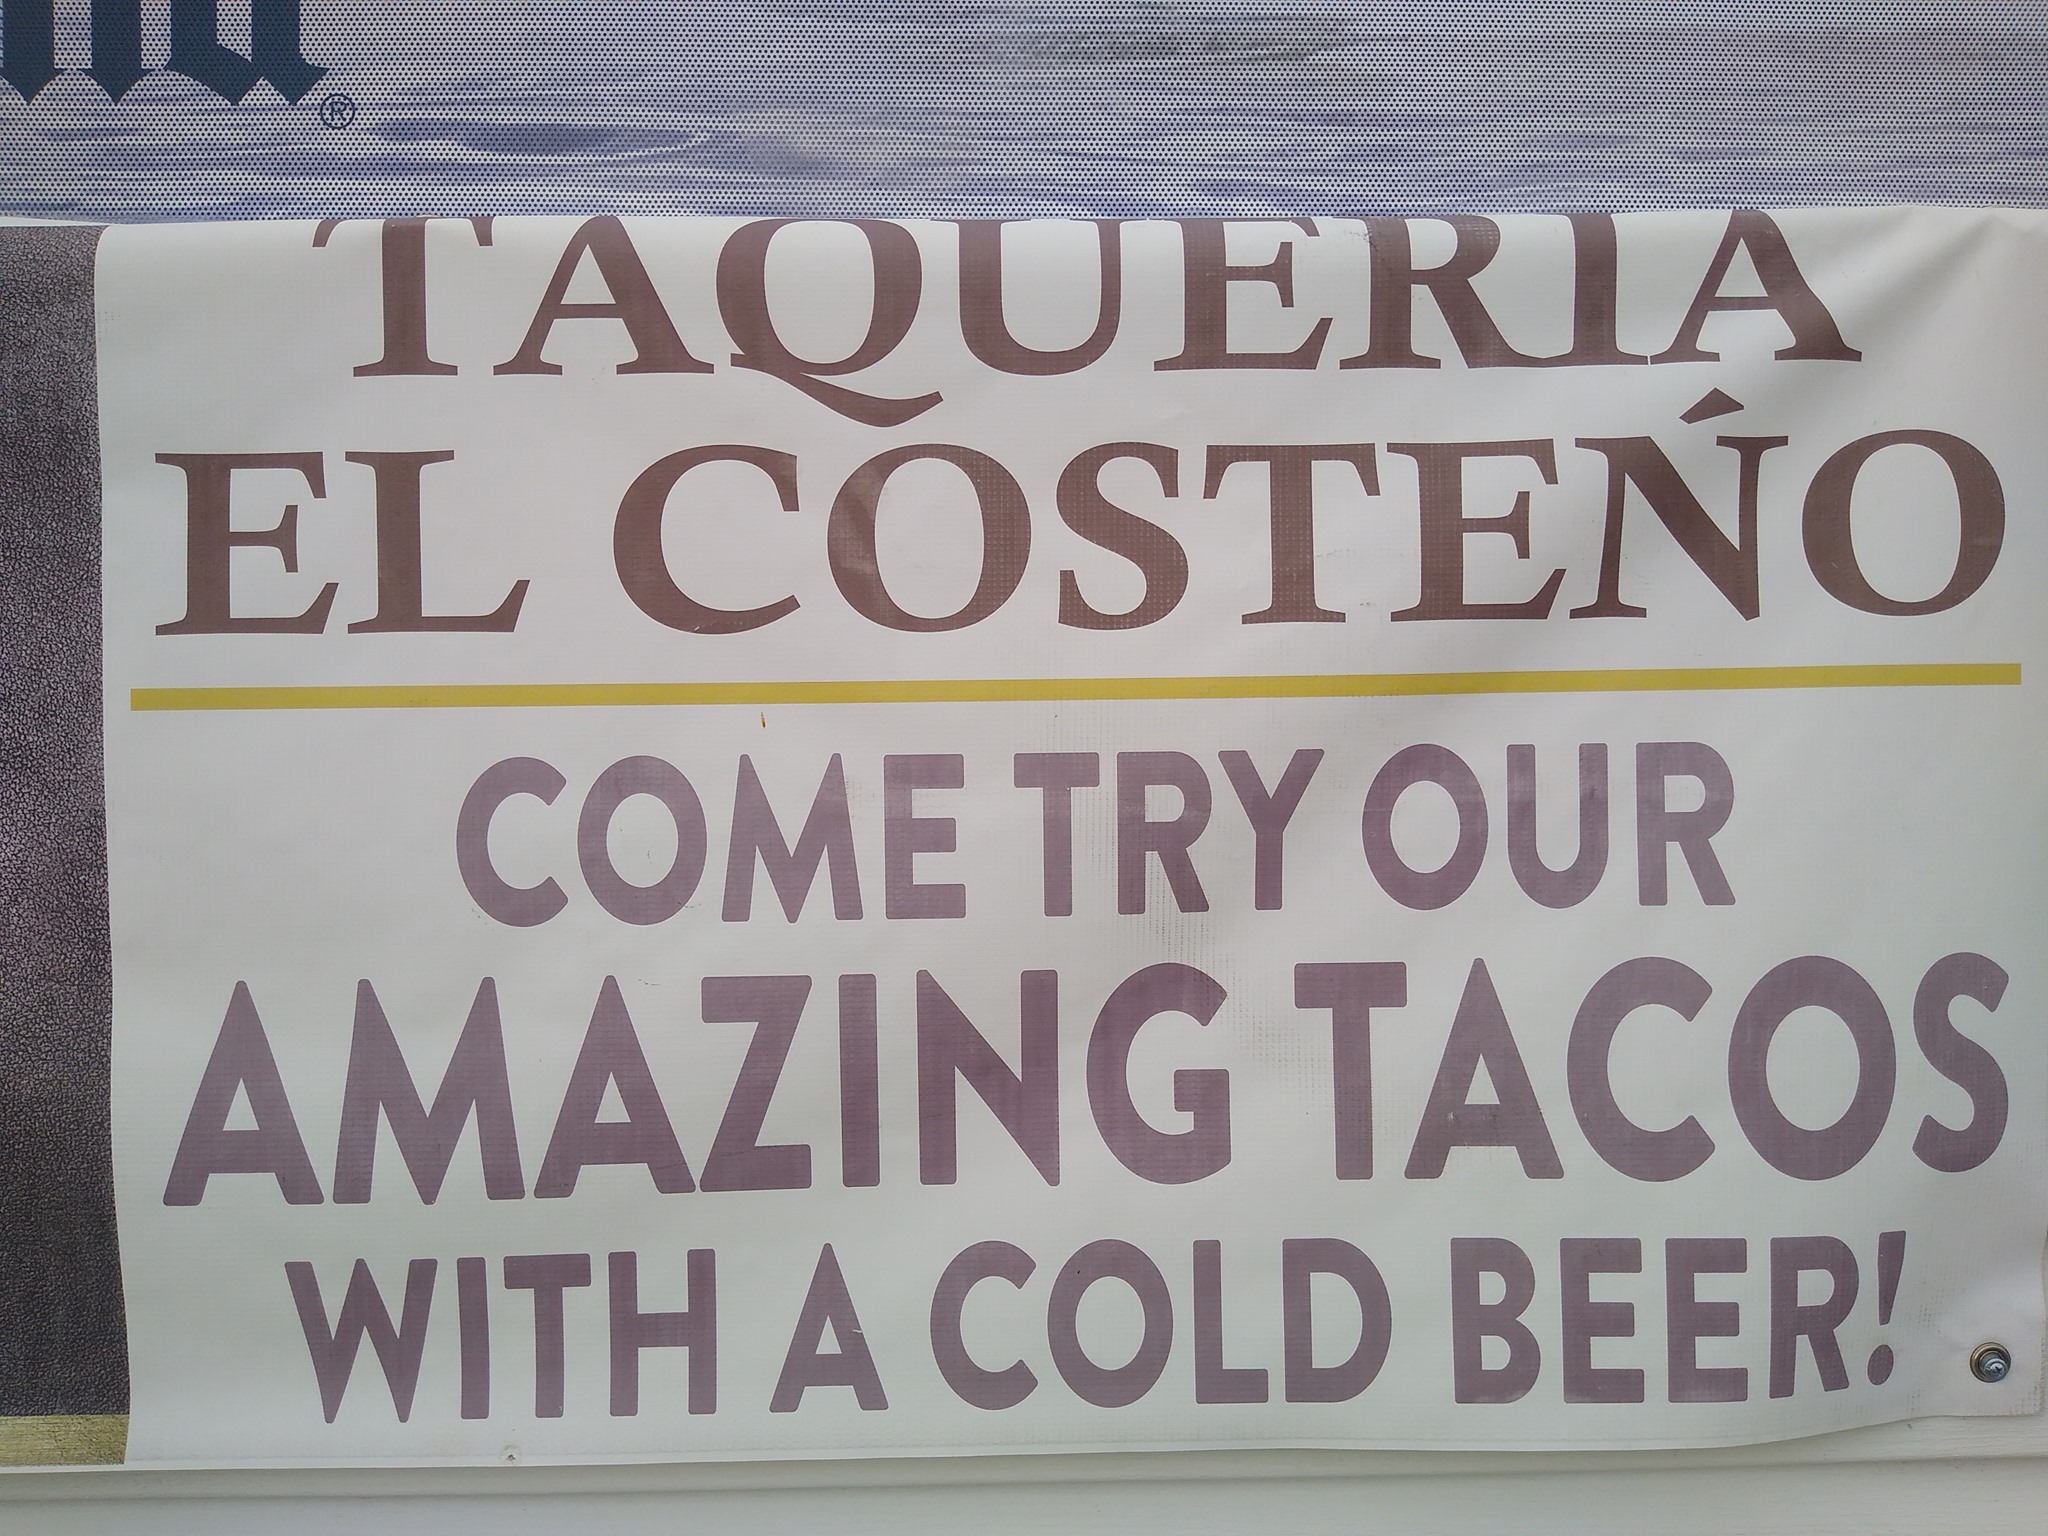 TAQUERIA
EL COSTEŃO
COME TRY OUR
AMAZING TACOS
WITH A COLD BEER!